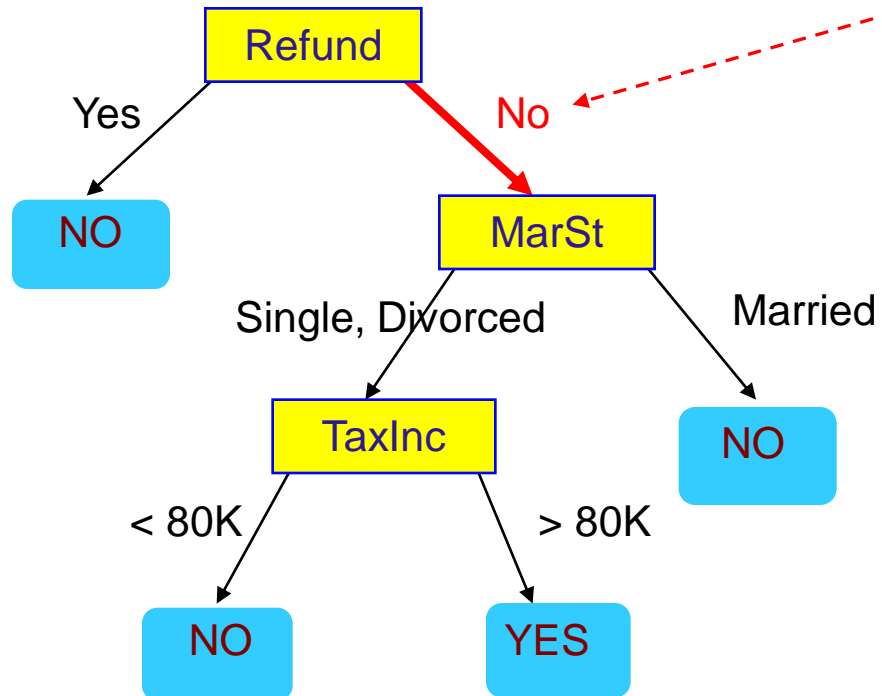 Refund
Yes
No
NO
MarSt
Single, Divorced
Married
TaxInc
NO
< 80K
> 80K
NO
YES